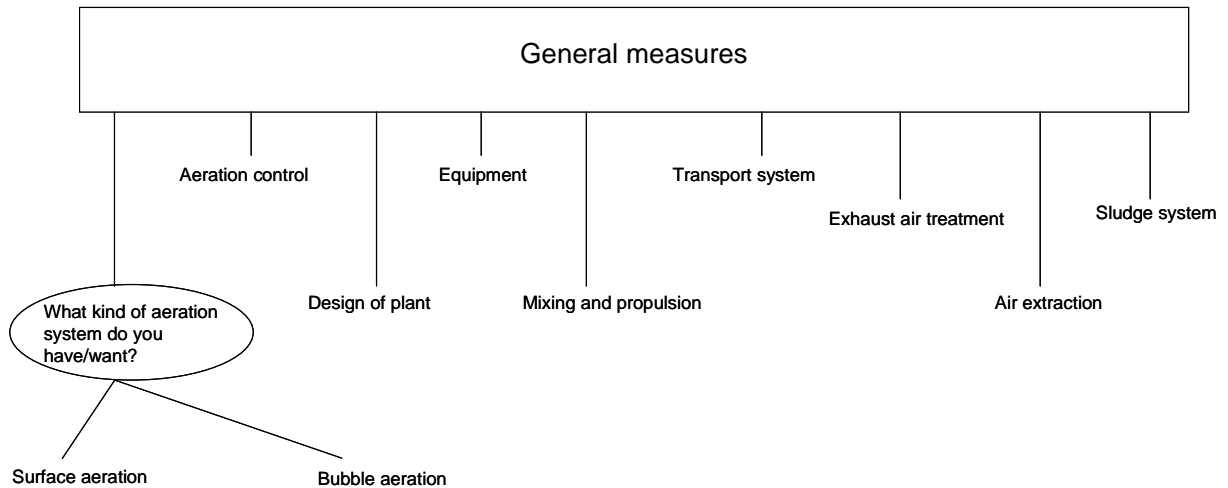 General measures
Aeration control
Equipment
Transport system
Exhaust air treatment
Sludge system
What kind of aeration
system do you
have/want?
Design of plant
Mixing and propulsion
Air extraction
Surface aeration
Bubble aeration